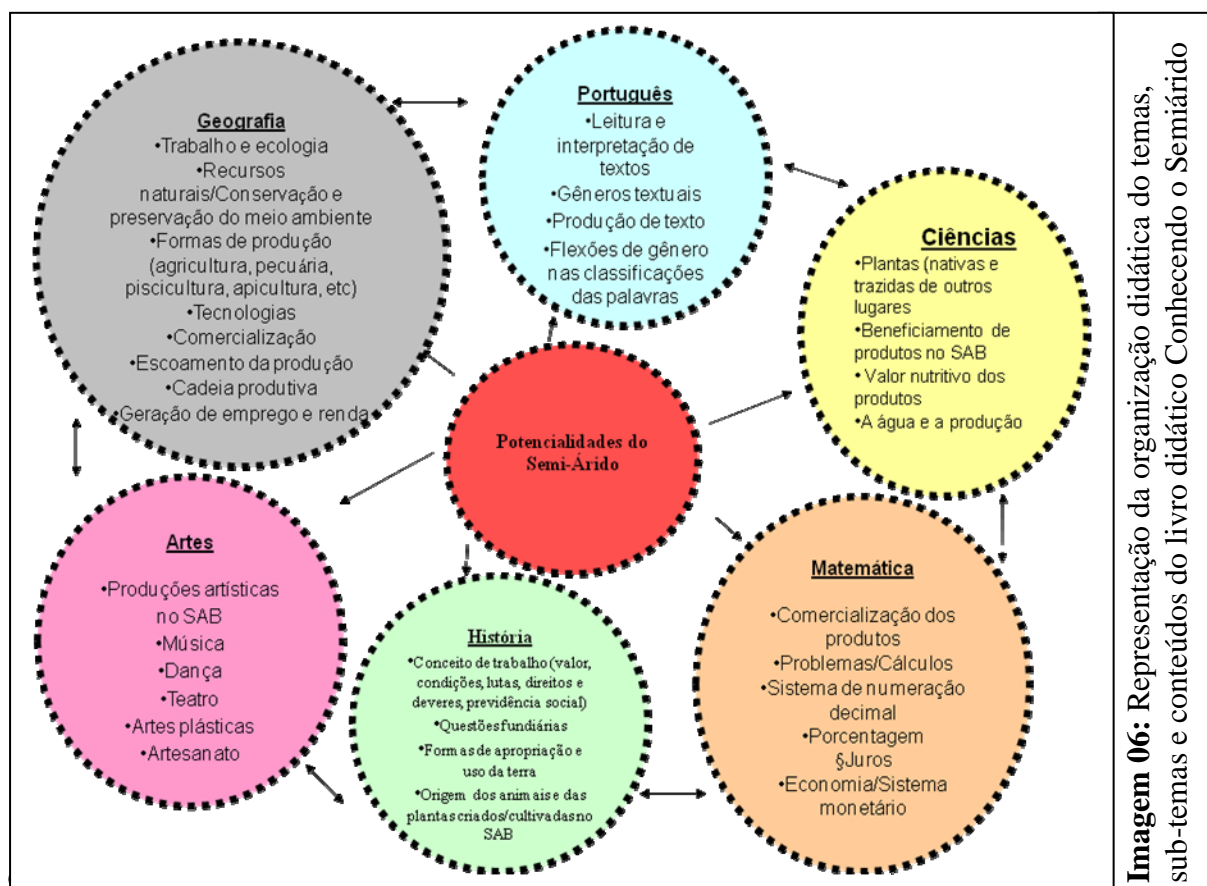 Geografia
•Trabalho e ecologia
•Recursos
naturais/Conservação e
preservação do meio ambiente
•Formas de produção
(agricultura, pecuária,
piscicultura, apicultura, etc)
•Tecnologias
•Comercialização
•Escoamento da produção
•Cadeia produtiva
•Geração de emprego e renda
Português
•Leitura e
interpretação de
textos
•Gêneros textuais
•Produção de texto
•Flexões de gênero
nas classificações
das palavras
Ciências
•Plantas (nativas e
trazidas de outros
lugares
•Beneficiamento de
produtos no SAB
•Valor nutritivo dos
produtos
•A água e a produção
Potencialidades do
Semi-Árido
Artes
•Produções artísticas
no SAB
•Música
•Dança
•Teatro
•Artes plásticas
•Artesanato
História
•Conceito de trabalho (valor,
condições, lutas, direitos e
deveres, previdência social)
•Questões fundiárias
•Formas de apropriação e
uso da terra
•Origem dos animais e das
plantas criados/cultivadas no
SAB
Matemática
•Comercialização dos
produtos
•Problemas/Cálculos
•Sistema de numeração
decimal
•Porcentagem
§Juros
•Economia/Sistema
monetário
Imagem 06: Representação da organização didática do temas,
sub-temas e conteúdos do livro didático Conhecendo o Semiárido